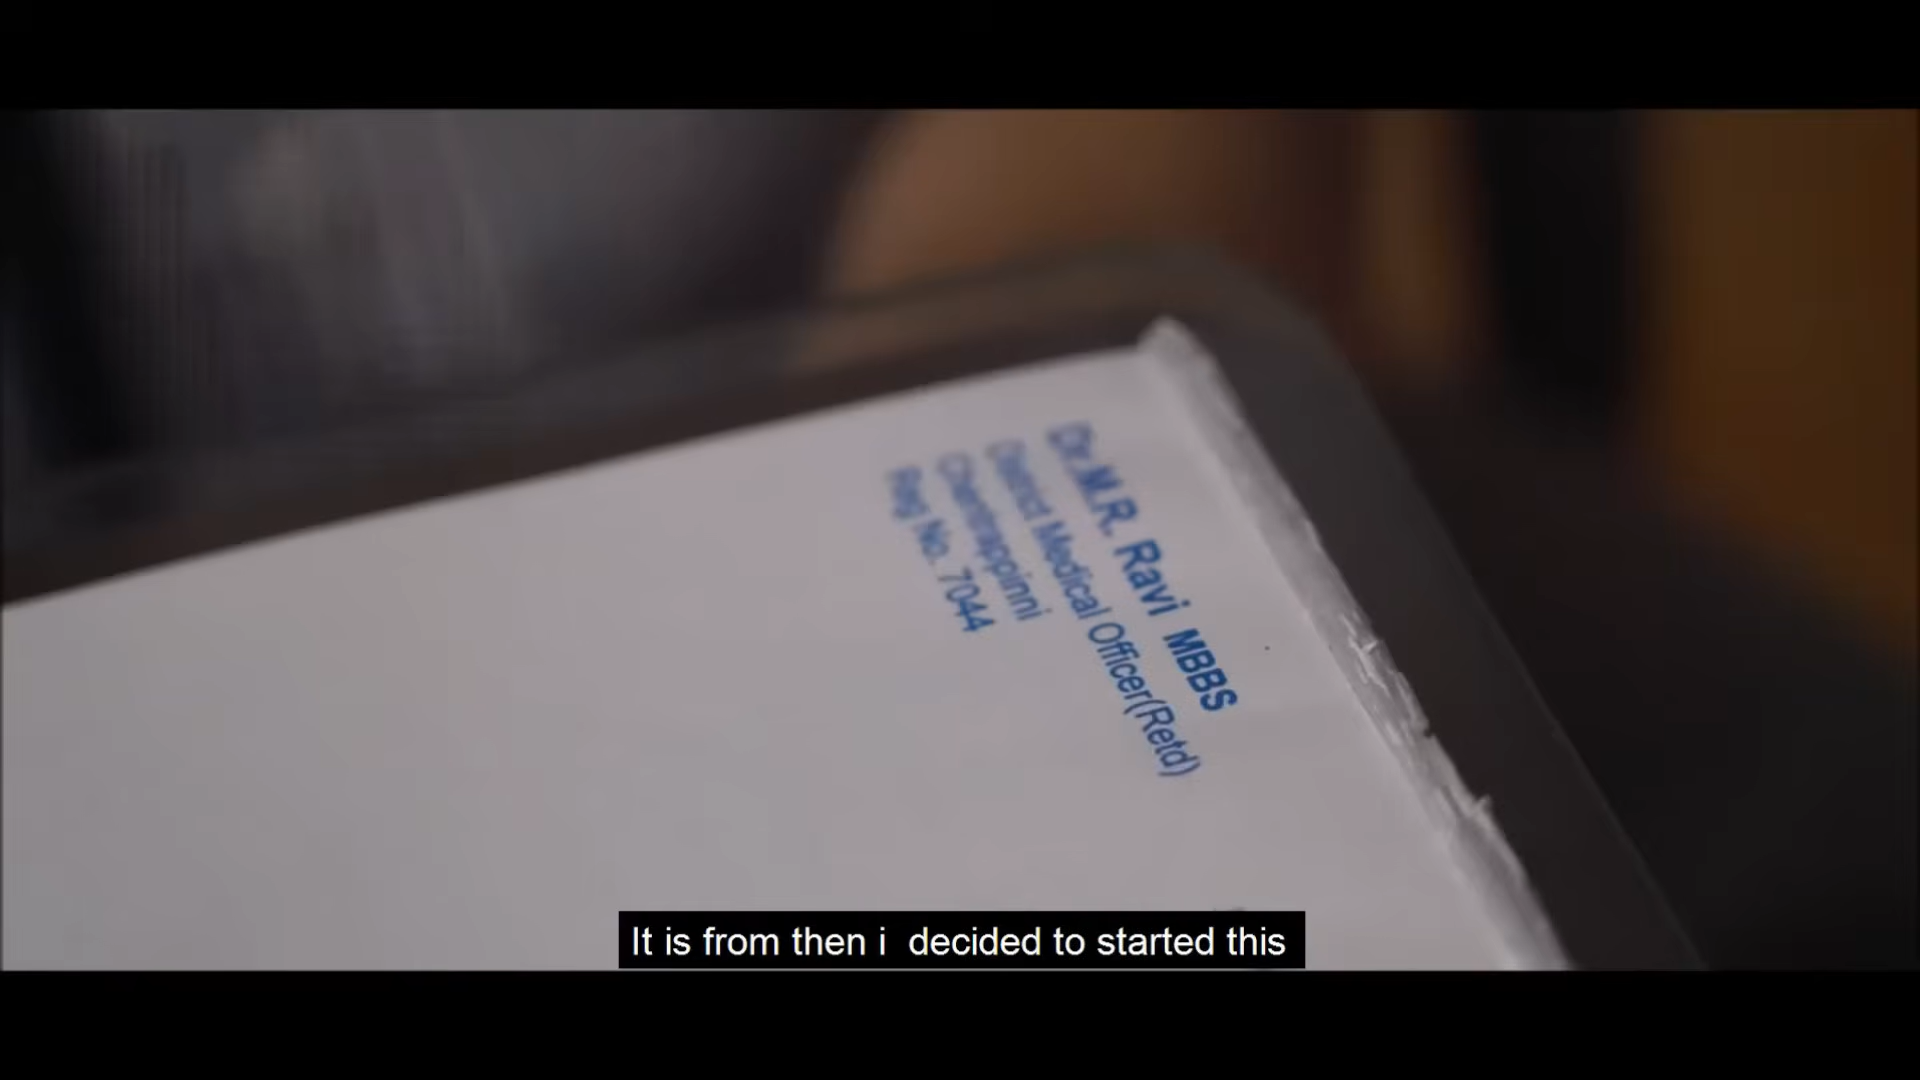 Dr.M.R. Ravi MBBS
District Medical Officer(Retd)
Chentrappinni
Reg No. 7044
It is from then i  decided to started this